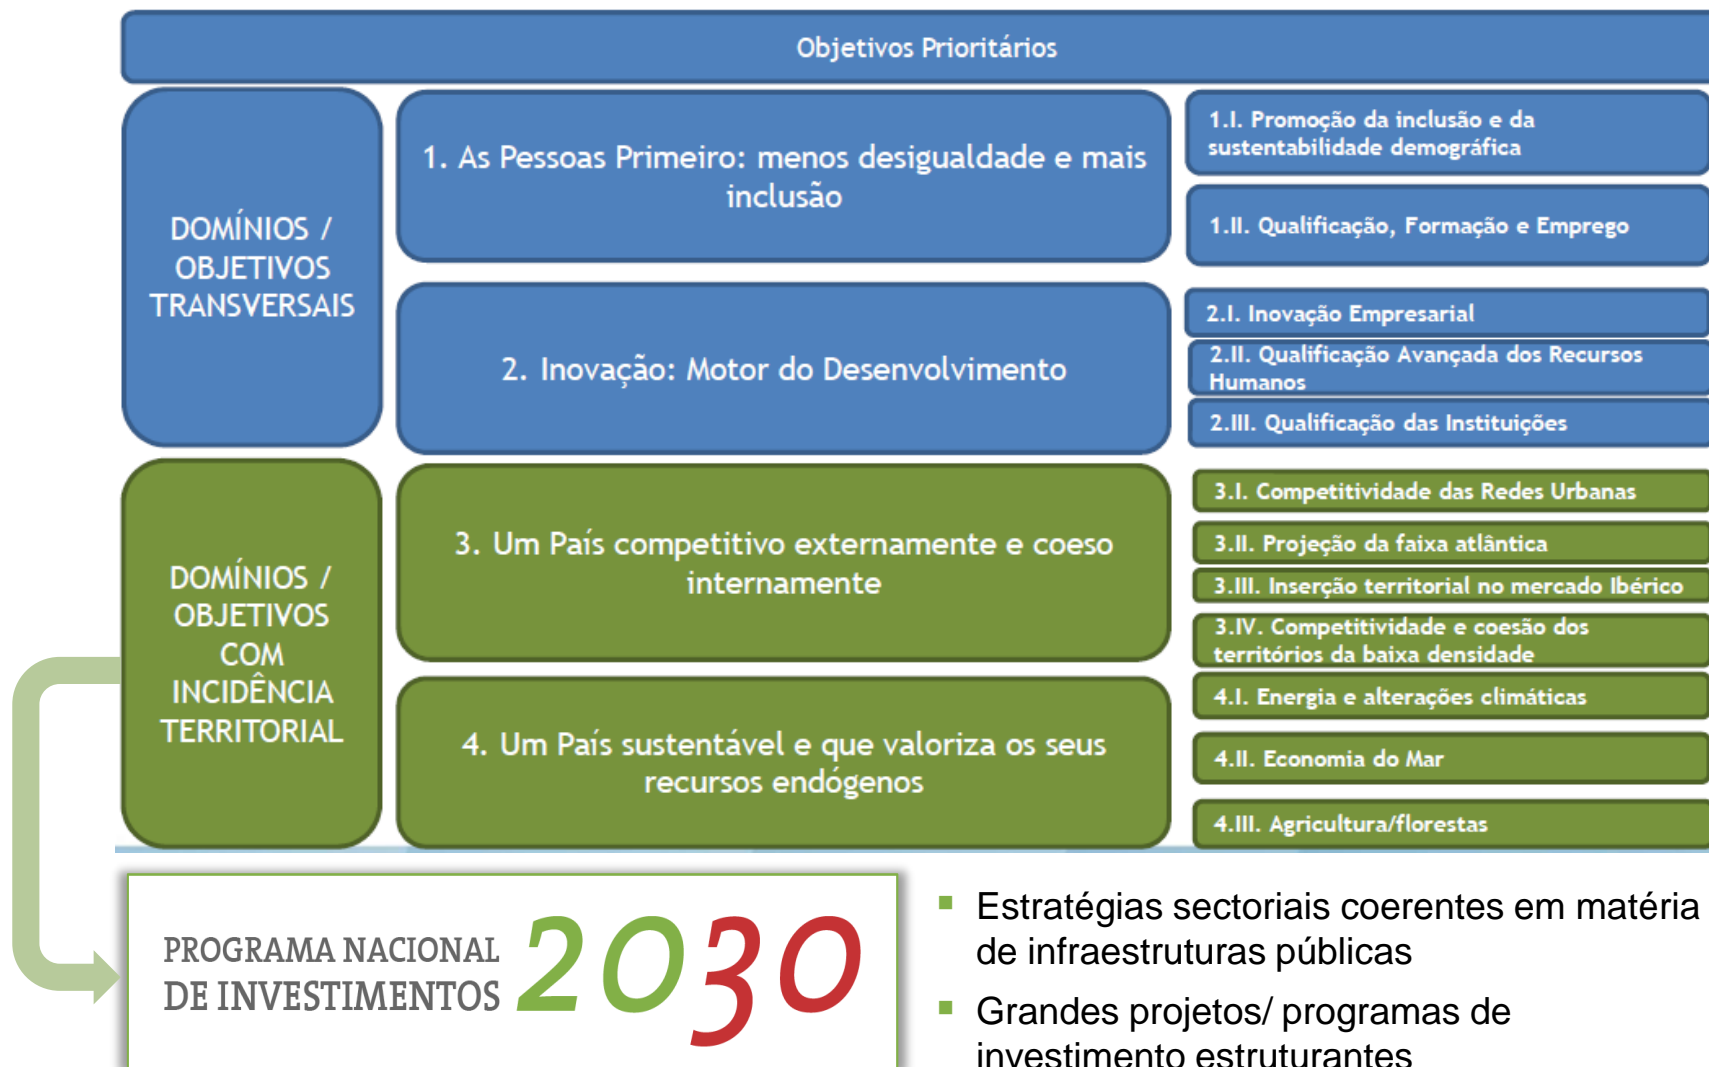 Objetivos Prioritários
DOMÍNIOS /
OBJETIVOS
TRANSVERSAIS
1. As Pessoas Primeiro: menos desigualdade e mais
inclusão
1.I. Promoção da inclusão e da
sustentabilidade demográfica
1.II. Qualificação, Formação e Emprego
2. Inovação: Motor do Desenvolvimento
2.I. Inovação Empresarial
2.II. Qualificação Avançada dos Recursos
Humanos
2.III. Qualificação das Instituições
DOMÍNIOS /
OBJETIVOS
COM
INCIDÊNCIA
TERRITORIAL
3. Um País competitivo externamente e coeso
internamente
3.I. Competitividade das Redes Urbanas
3.II. Projeção da faixa atlântica
3.III. Inserção territorial no mercado Ibérico
3.IV. Competitividade e coesão dos
territórios da baixa densidade
4. Um País sustentável e que valoriza os seus
recursos endógenos
4.I. Energia e alterações climáticas
4.II. Economia do Mar
4.III. Agricultura/florestas
PROGRAMA NACIONAL
DE INVESTIMENTOS 2030
Estratégias sectoriais coerentes em matéria
de infraestruturas públicas
Grandes projetos/ programas de
investimento estruturantes